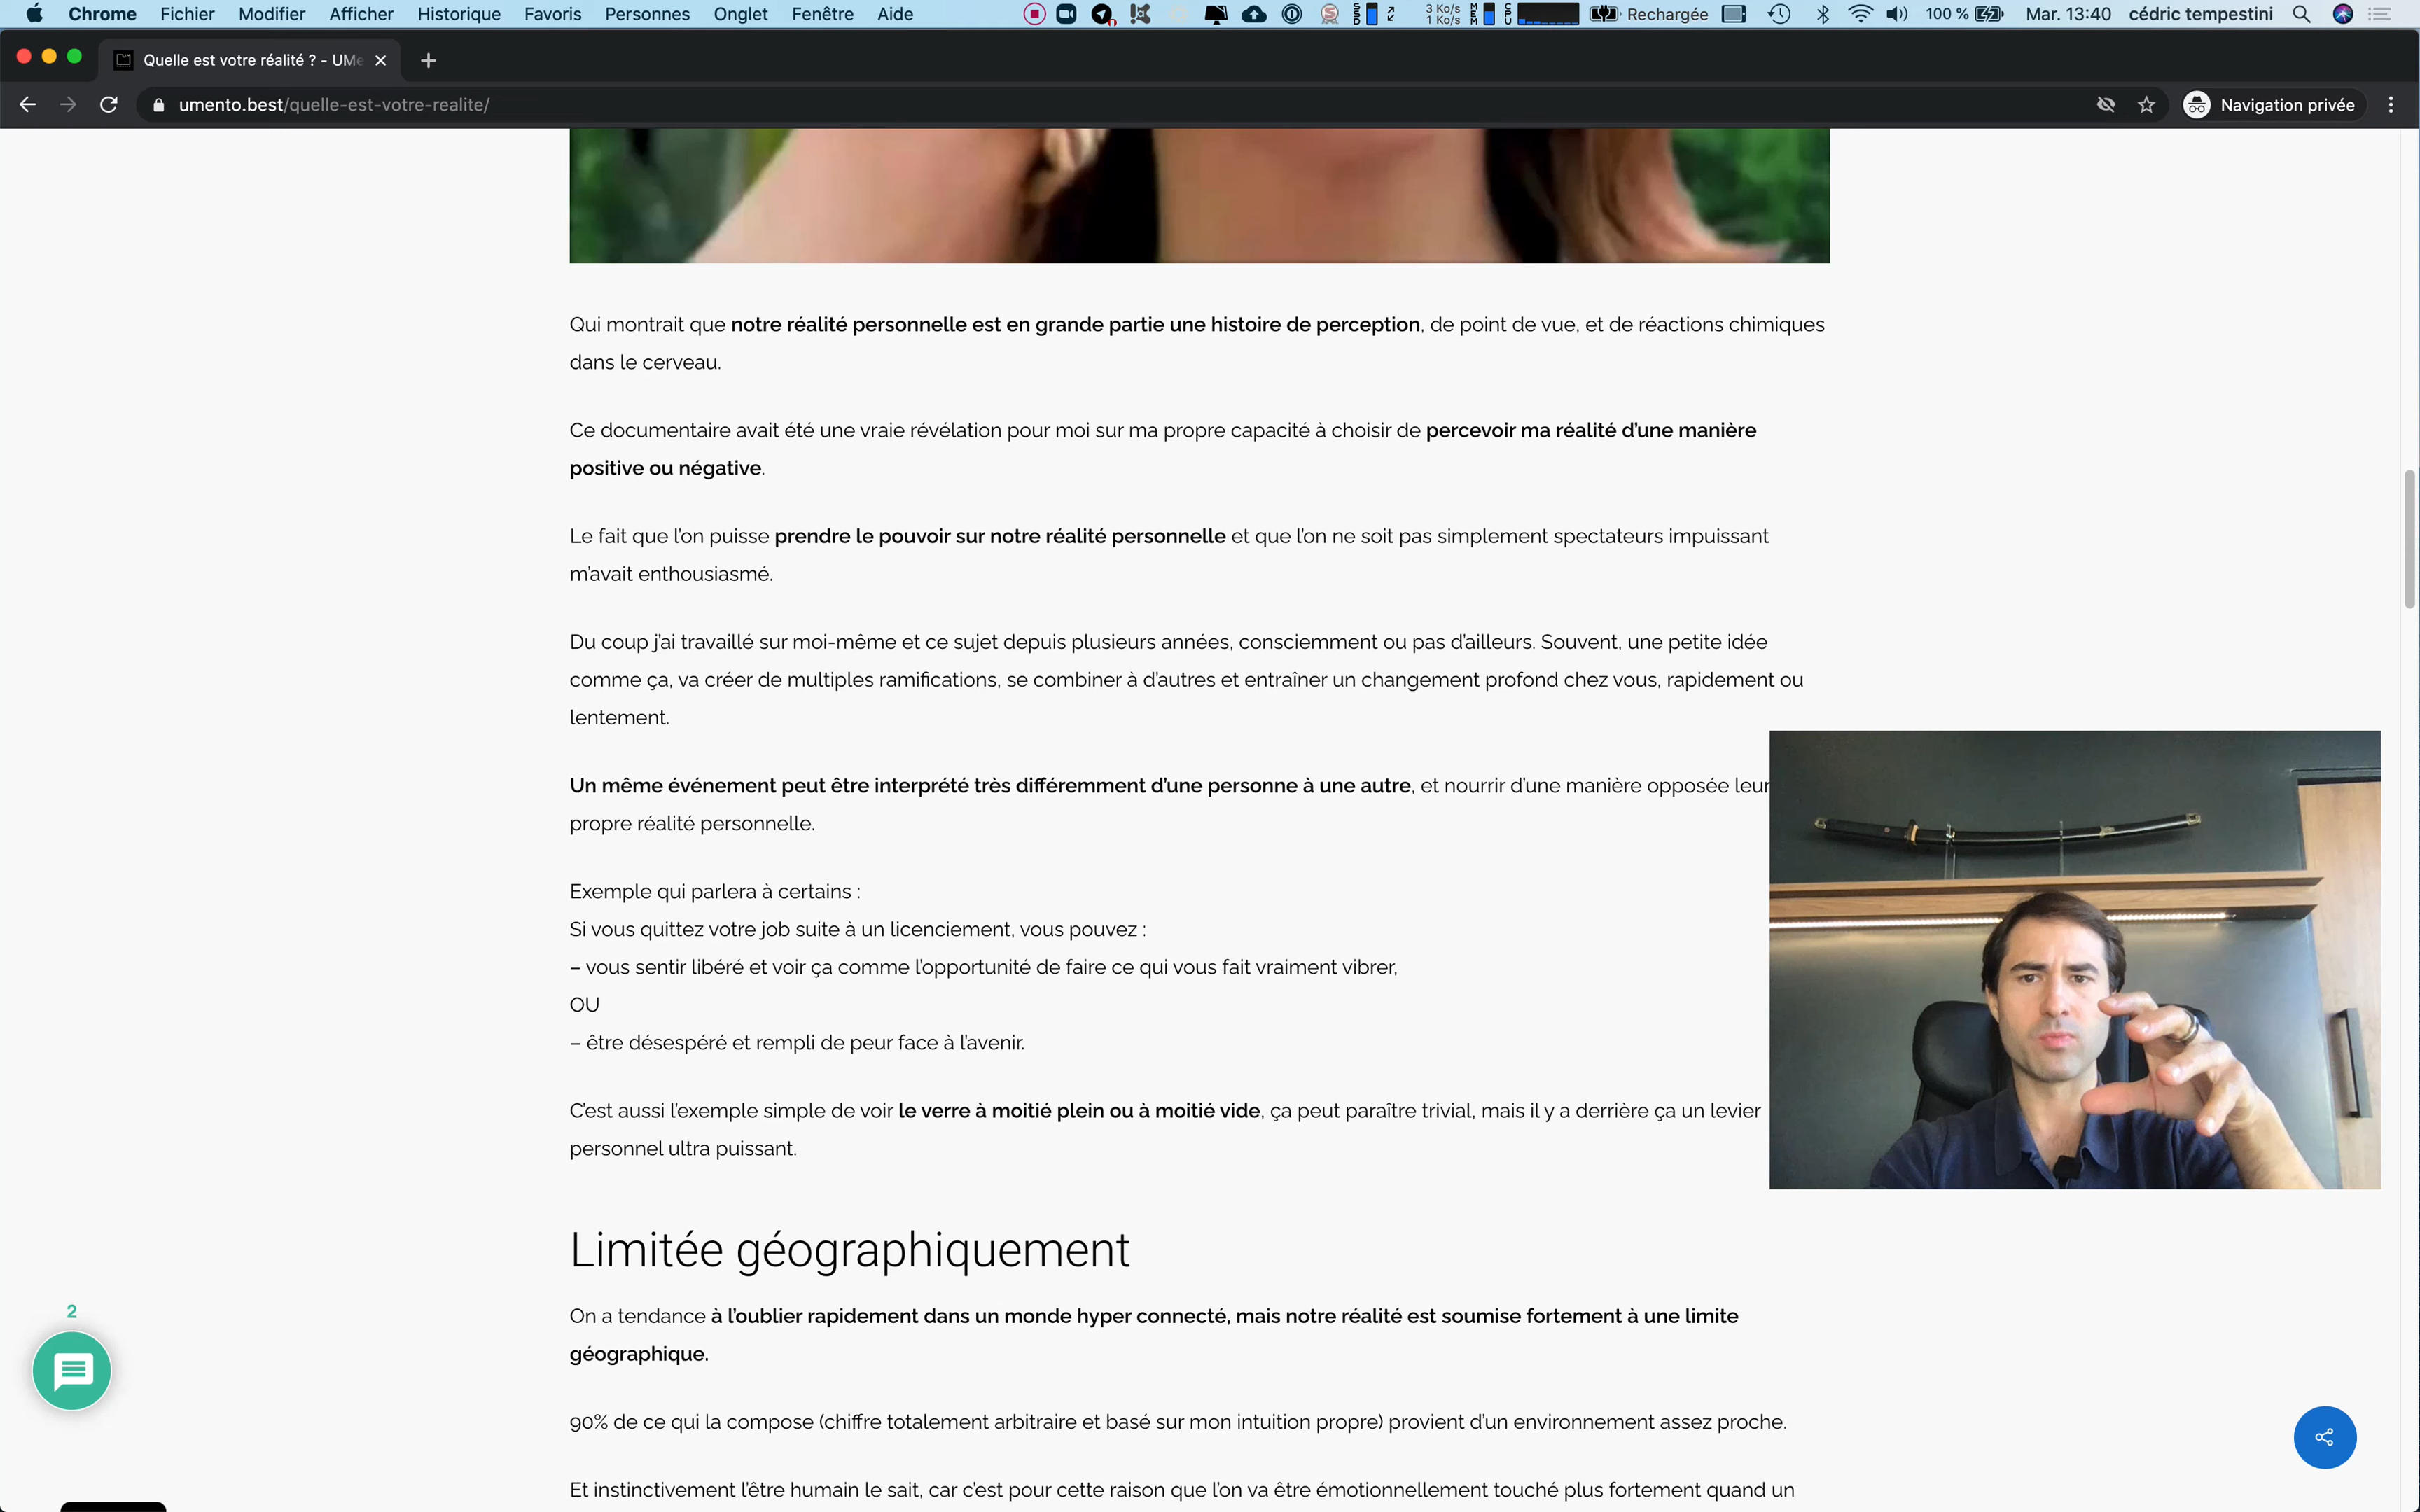 Chrome Fichier Modifier Afficher Historique Favoris Personnes Onglet Fenêtre Aide
3 Ko/s
1 Ko/s
Rechargée
100 %
Mar. 13:40
cédric tempestini
Quelle est votre réalité ? - UMe
umento.best/quelle-est-votre-realite/
Navigation privée
Qui montrait que notre réalité personnelle est en grande partie une histoire de perception, de point de vue, et de réactions chimiques
dans le cerveau.
Ce documentaire avait été une vraie révélation pour moi sur ma propre capacité à choisir de percevoir ma réalité d'une manière
positive ou négative.
Le fait que l'on puisse prendre le pouvoir sur notre réalité personnelle et que l'on ne soit pas simplement spectateurs impuissant
m'avait enthousiasmé.
Du coup j'ai travaillé sur moi-même et ce sujet depuis plusieurs années, consciemment ou pas d'ailleurs. Souvent, une petite idée
comme ça, va créer de multiples ramifications, se combiner à d'autres et entraîner un changement profond chez vous, rapidement ou
lentement.
Un même événement peut être interprété très différemment d'une personne à une autre, et nourrir d'une manière opposée leur
propre réalité personnelle.
Exemple qui parlera à certains :
Si vous quittez votre job suite à un licenciement, vous pouvez :
– vous sentir libéré et voir ça comme l'opportunité de faire ce qui vous fait vraiment vibrer,
OU
– être désespéré et rempli de peur face à l'avenir.
C'est aussi l'exemple simple de voir le verre à moitié plein ou à moitié vide, ça peut paraître trivial, mais il y a derrière ça un levier
personnel ultra puissant.
Limitée géographiquement
On a tendance à l'oublier rapidement dans un monde hyper connecté, mais notre réalité est soumise fortement à une limite
géographique.
2
90% de ce qui la compose (chiffre totalement arbitraire et basé sur mon intuition propre) provient d'un environnement assez proche.
Et instinctivement l'être humain le sait, car c'est pour cette raison que l'on va être émotionnellement touché plus fortement quand un